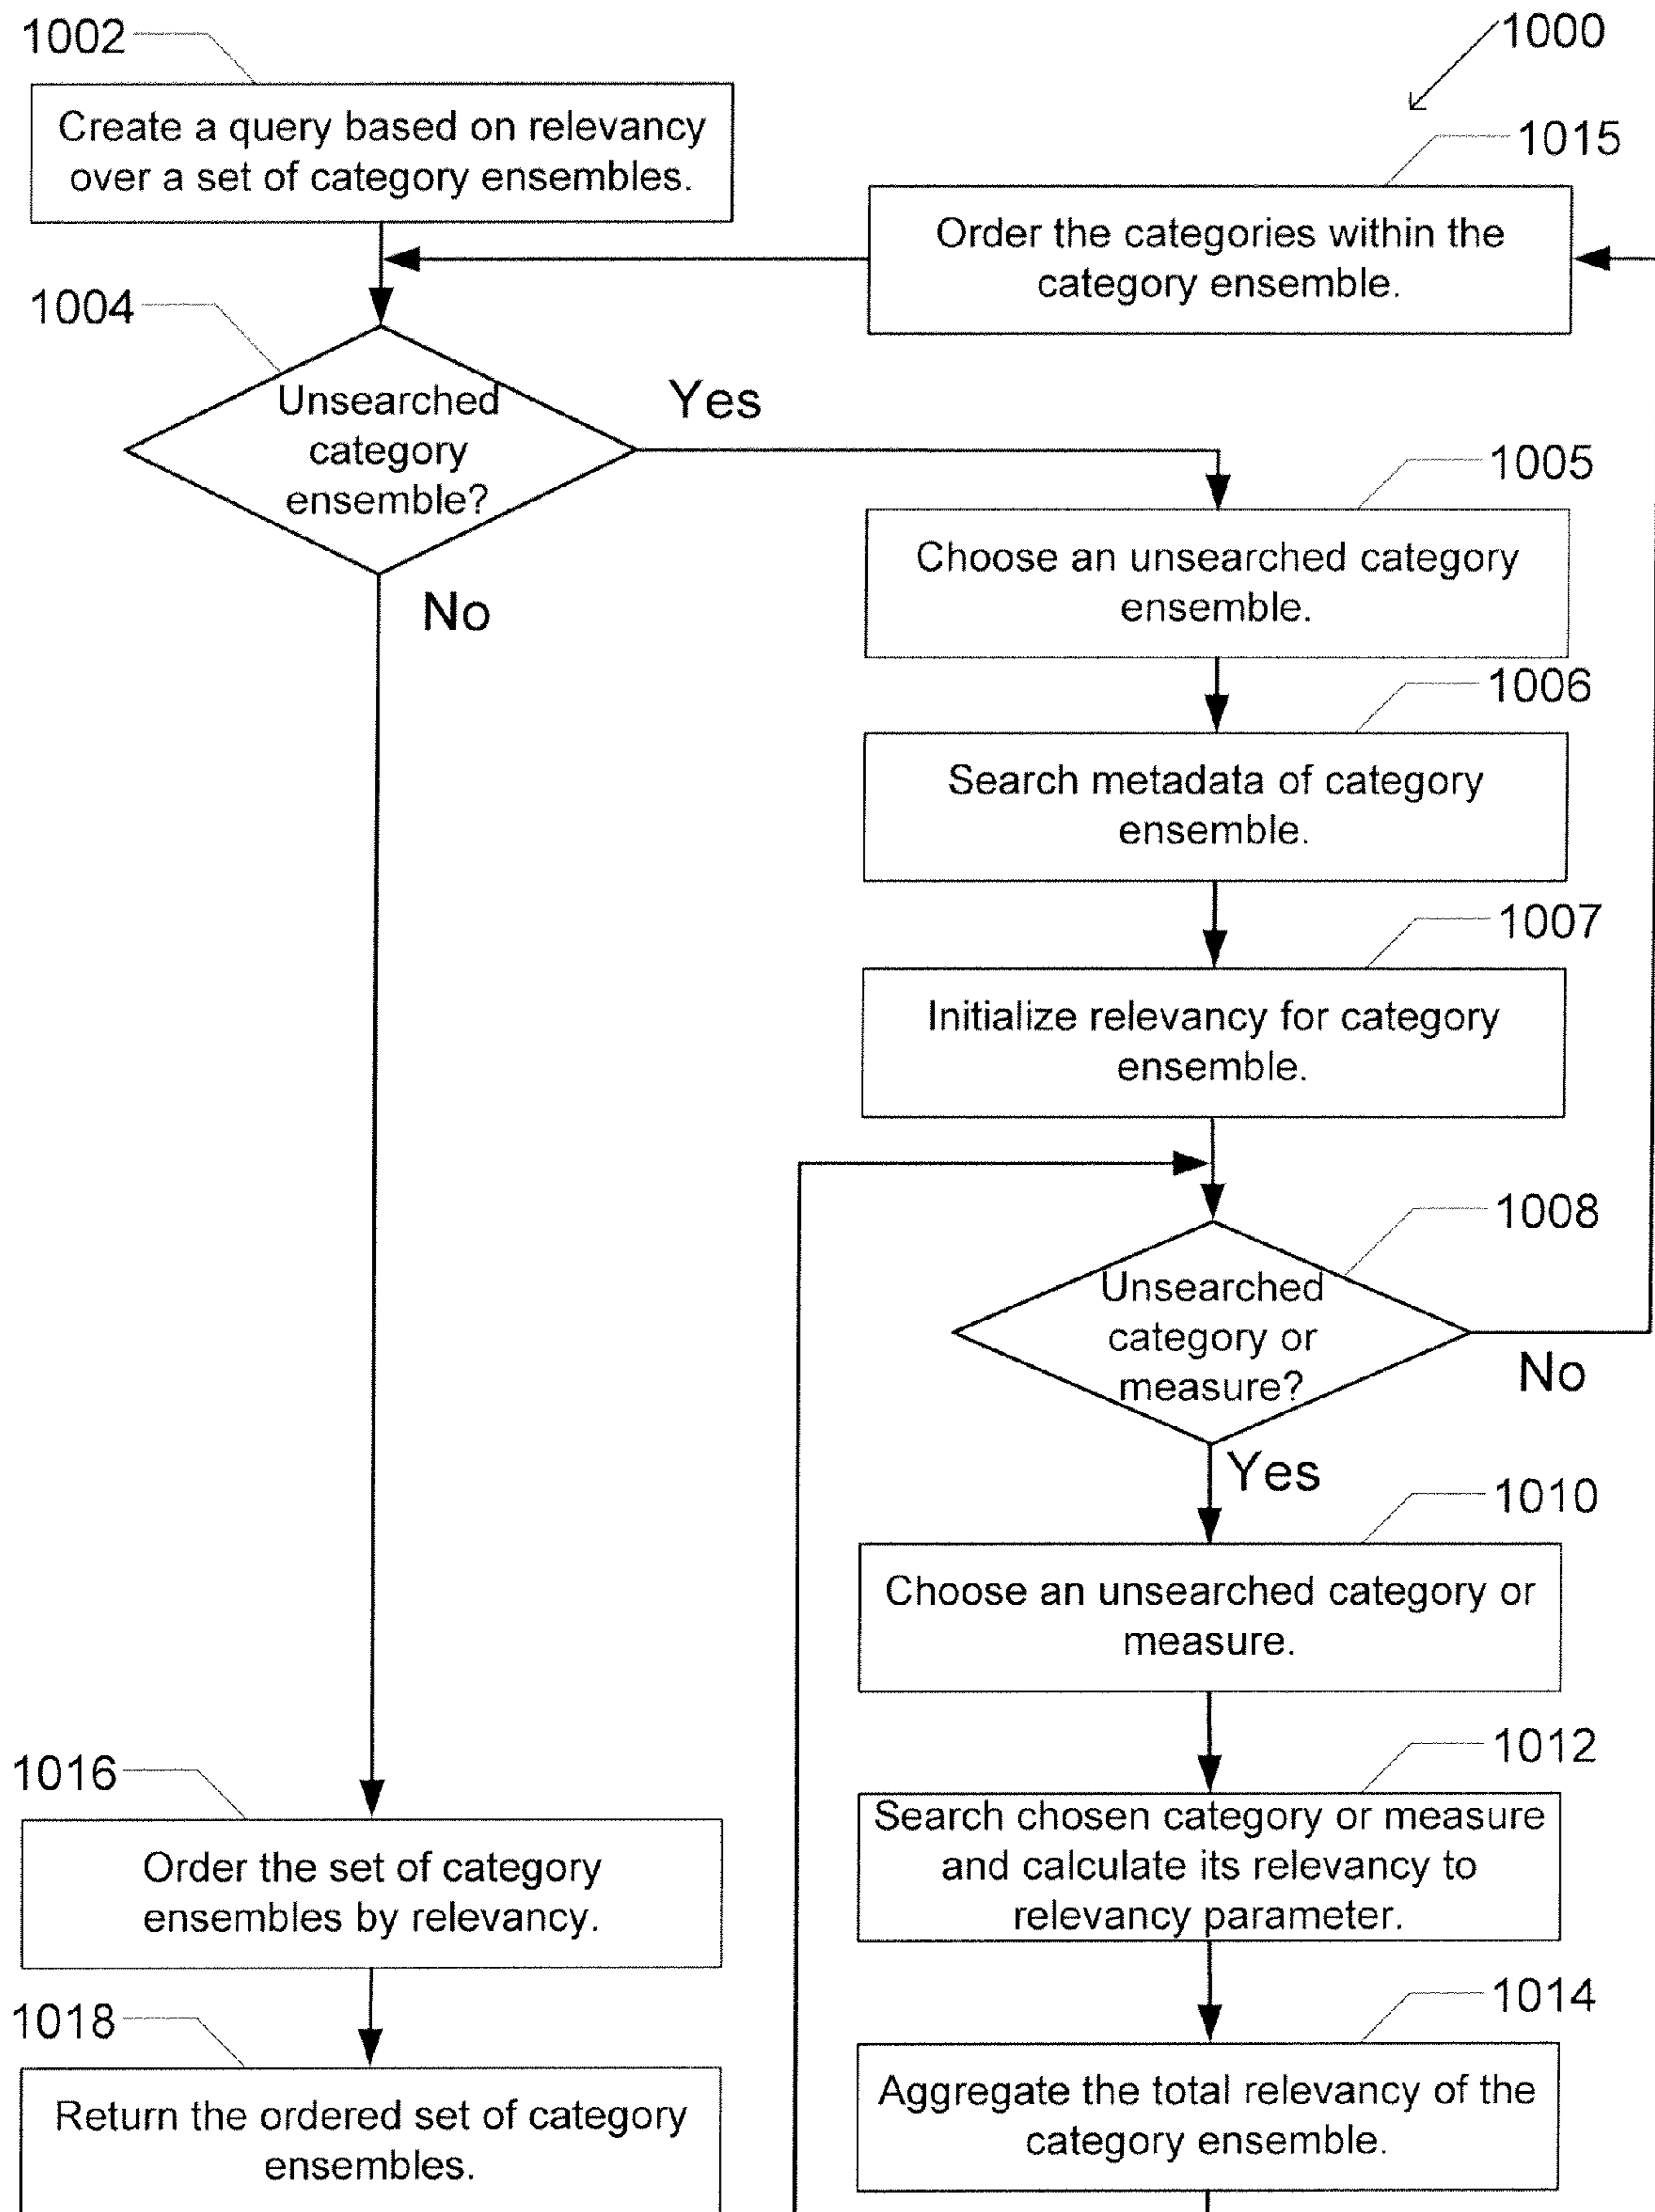 1002
Create a query based on relevancy
over a set of category ensembles.
1000
1015
Order the categories within the
category ensemble.
1004
Unsearched
category
ensemble?
Yes
No
1005
Choose an unsearched category
ensemble.
1006
Search metadata of category
ensemble.
1007
Initialize relevancy for category
ensemble.
1008
Unsearched
category or
measure?
No
Yes
1010
Choose an unsearched category or
measure.
1012
Search chosen category or measure
and calculate its relevancy to
relevancy parameter.
1014
Aggregate the total relevancy of the
category ensemble.
1016
Order the set of category
ensembles by relevancy.
1018
Return the ordered set of category
ensembles.